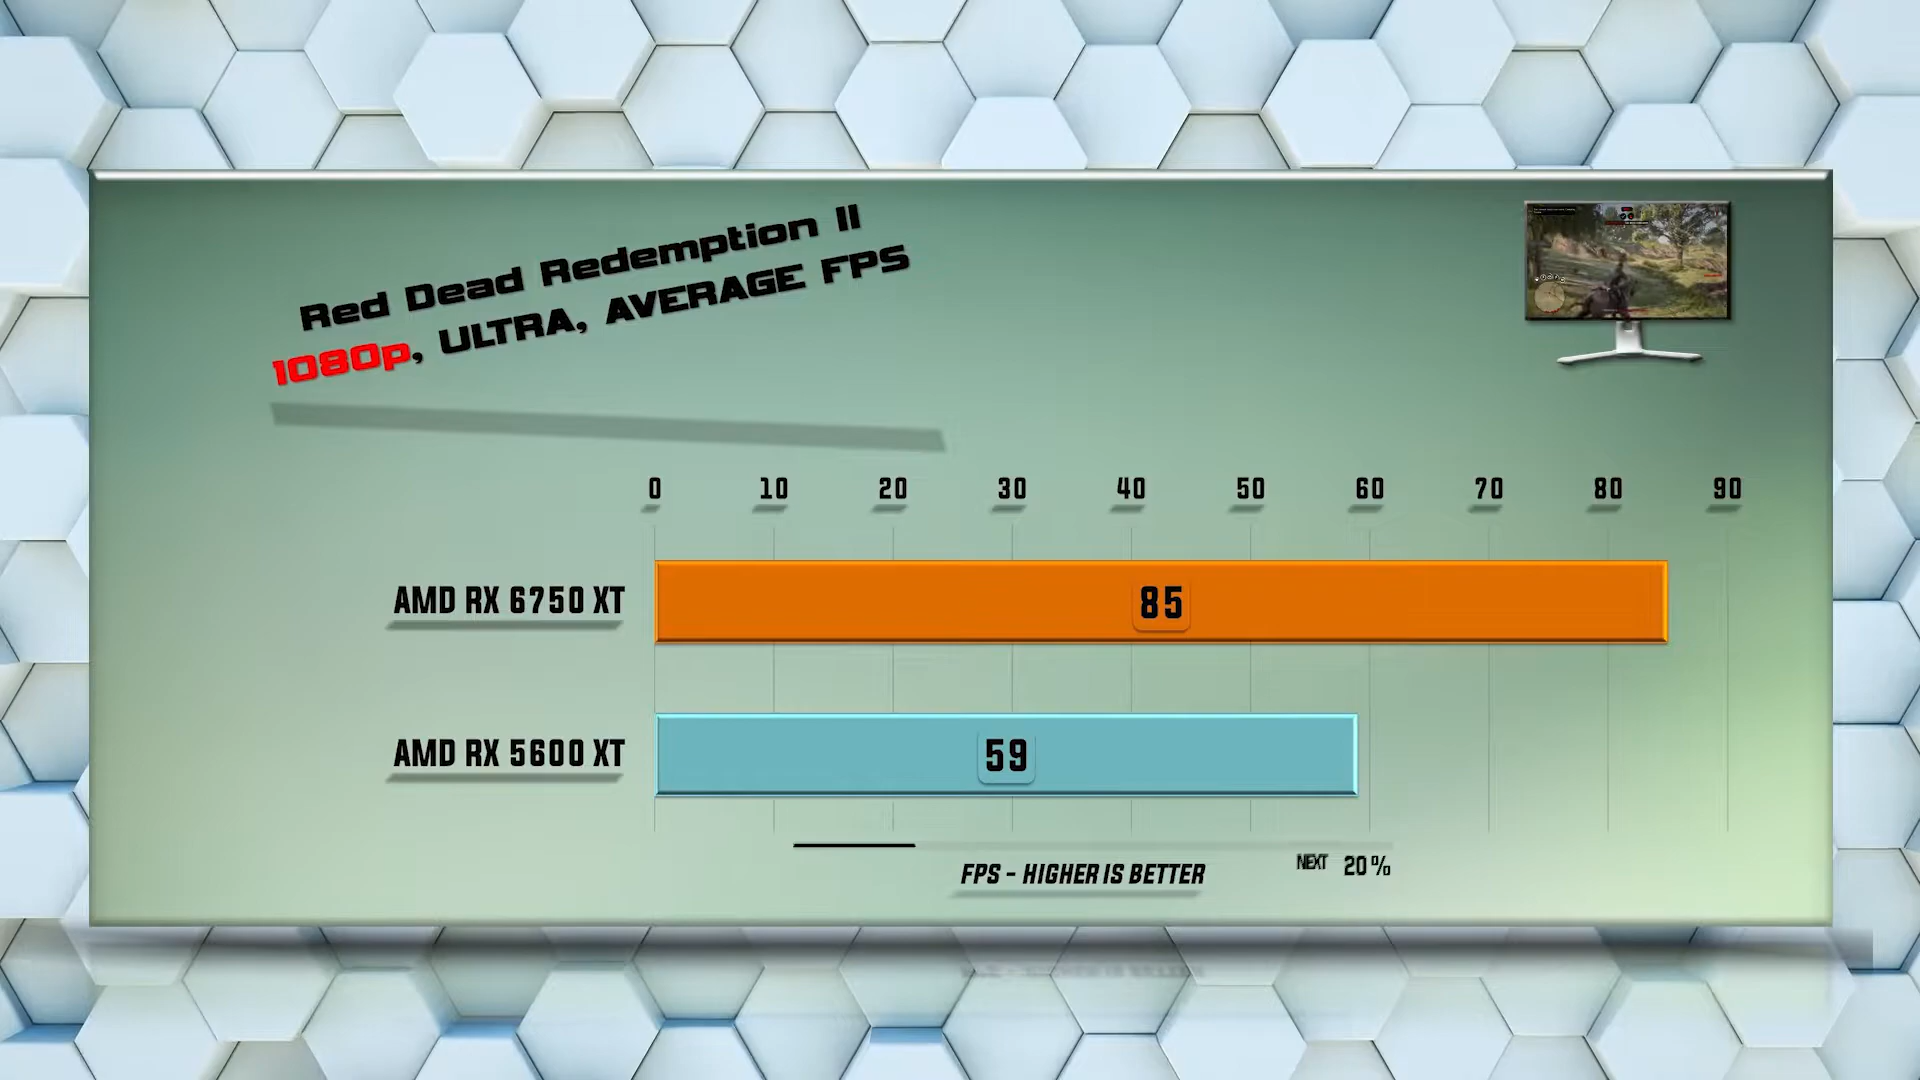 Red Dead Redemption II
1080p, ULTRA, AVERAGE FPS
0 10 20 30 40 50 60 70 80 90
AMD RX 6750 XT
85
AMD RX 5600 XT
59
FPS - HIGHER IS BETTER
NEXT 20%